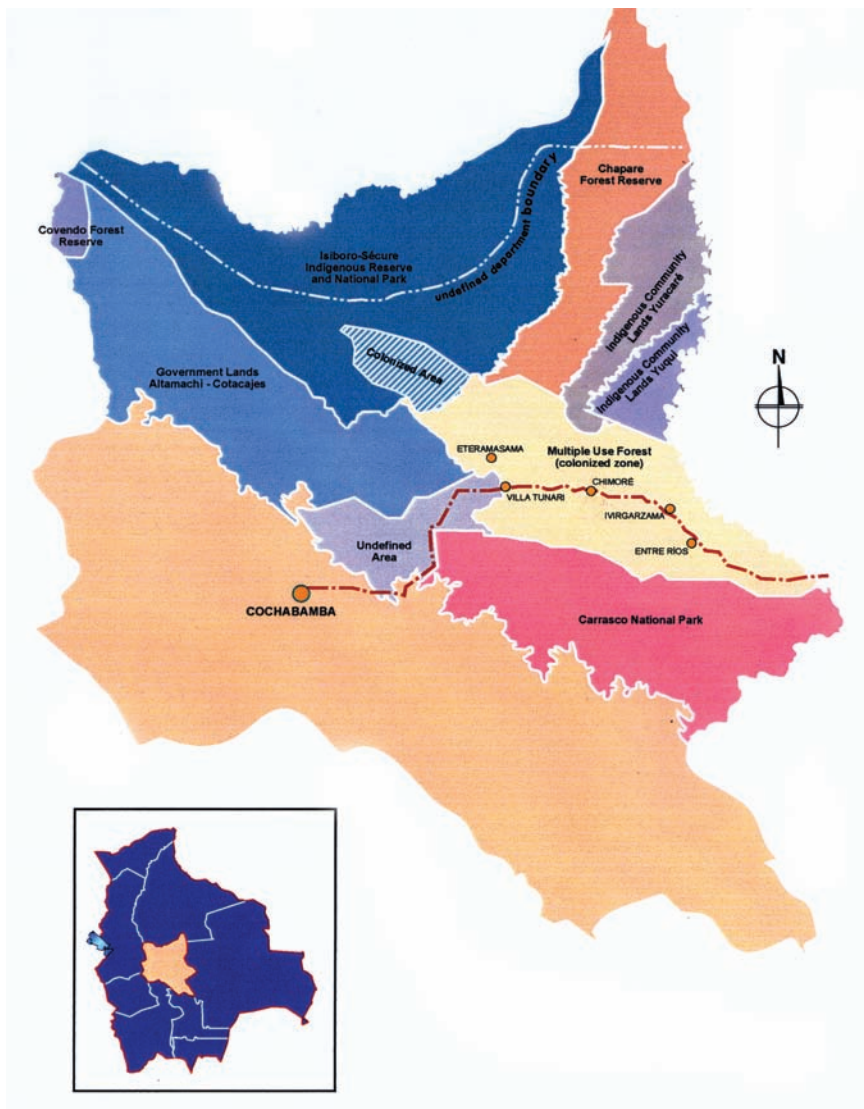 Chapare
Forest Reserve
Covendo Forest
Reserve
Isiboro-Sécure
Indigenous Reserve
and National Park
undefined department boundary
Indigenous Community
Lands Yuracaré
Indigenous Community
Lands Yuqui
Colonized Area
Government Lands
Altamachi - Cotacajes
N
ETERAMASAMA
Multiple Use Forest
(colonized zone)
VILLA TUNARI
CHIMORÉ
IVIRGARZAMA
ENTRE RÍOS
Undefined
Area
COCHABAMBA
Carrasco National Park